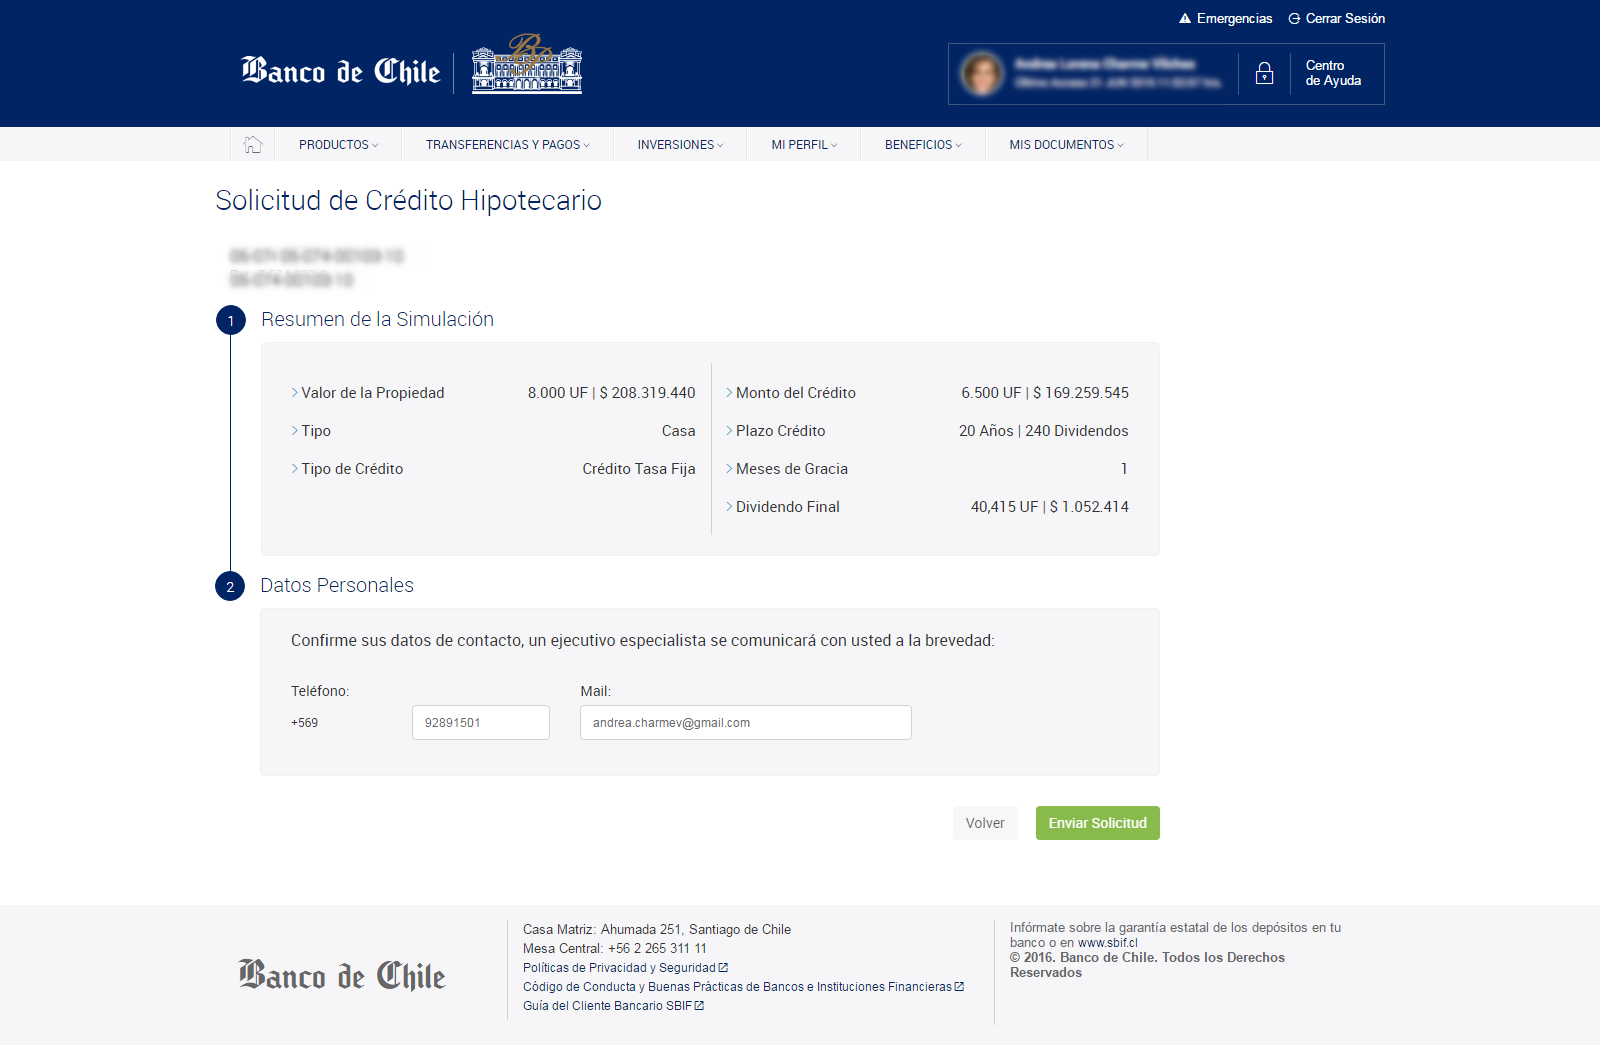 Emergencias
Cerrar Sesión
Banco de Chile
BP
Centro
de Ayuda
PRODUCTOS
TRANSFERENCIAS Y PAGOS
INVERSIONES
MI PERFIL
BENEFICIOS
MIS DOCUMENTOS
Solicitud de Crédito Hipotecario
1
Resumen de la Simulación
Valor de la Propiedad 8.000 UF | $ 208.319.440
Tipo Casa
Tipo de Crédito Crédito Tasa Fija
Monto del Crédito 6.500 UF | $ 169.259.545
Plazo Crédito 20 Años | 240 Dividendos
Meses de Gracia 1
Dividendo Final 40,415 UF | $ 1.052.414
2
Datos Personales
Confirme sus datos de contacto, un ejecutivo especialista se comunicará con usted a la brevedad:
Teléfono:
+569 92891501
Mail:
andrea.charmev@gmail.com
Volver
Enviar Solicitud
Banco de Chile
Casa Matriz: Ahumada 251, Santiago de Chile
Mesa Central: +56 2 265 311 11
Políticas de Privacidad y Seguridad
Código de Conducta y Buenas Prácticas de Bancos e Instituciones Financieras
Guía del Cliente Bancario SBIF
Infórmate sobre la garantía estatal de los depósitos en tu
banco o en www.sbif.cl
© 2016. Banco de Chile. Todos los Derechos
Reservados